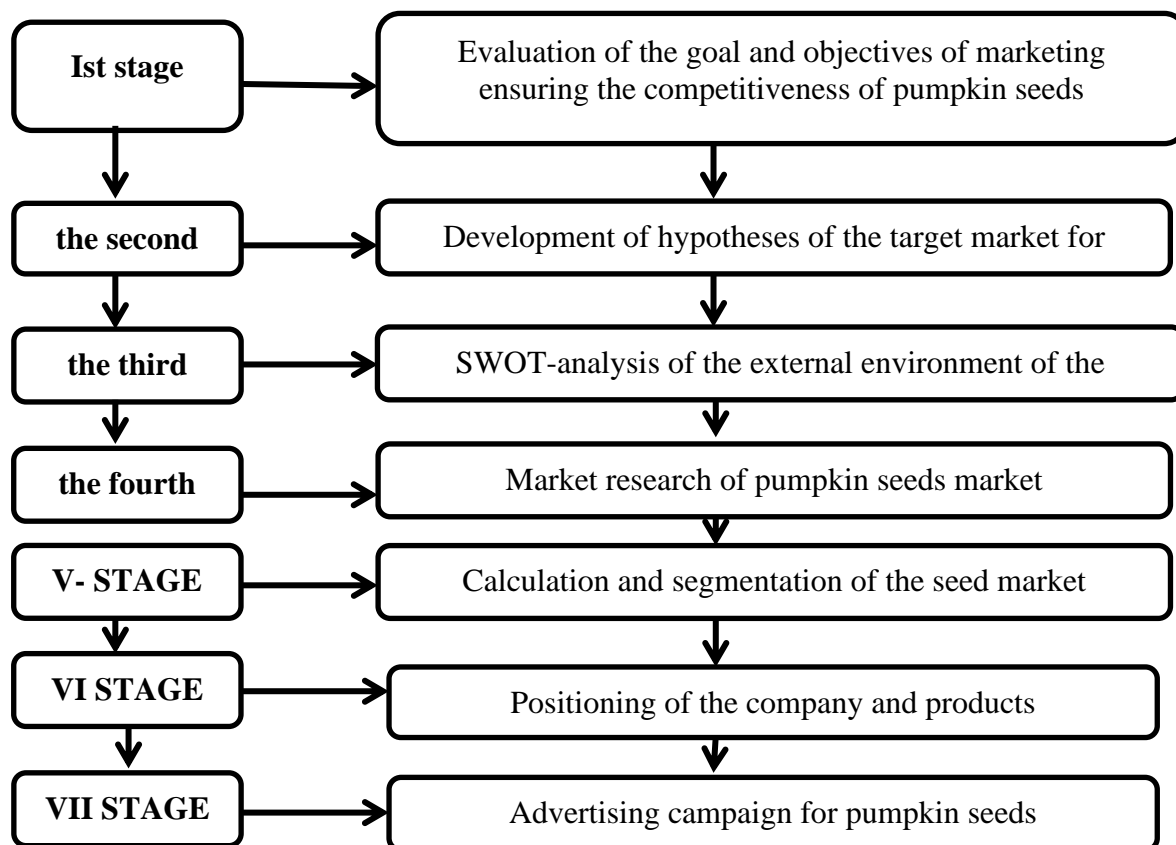 Ist stage
Evaluation of the goal and objectives of marketing
ensuring the competitiveness of pumpkin seeds
the second
Development of hypotheses of the target market for
the third
SWOT-analysis of the external environment of the
the fourth
Market research of pumpkin seeds market
V- STAGE
Calculation and segmentation of the seed market
VI STAGE
Positioning of the company and products
VII STAGE
Advertising campaign for pumpkin seeds